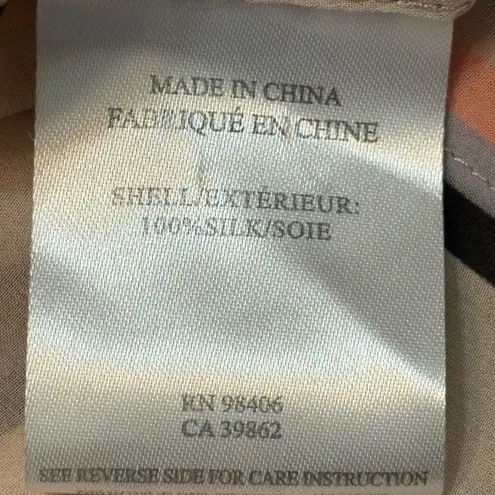 MADE IN CHINA
FABRIQUÉ EN CHINE
SHELL/EXTÉRIEUR:
100%SILK/SOIE
RN 98406
CA 39862
SEE REVERSE SIDE FOR CARE INSTRUCTION